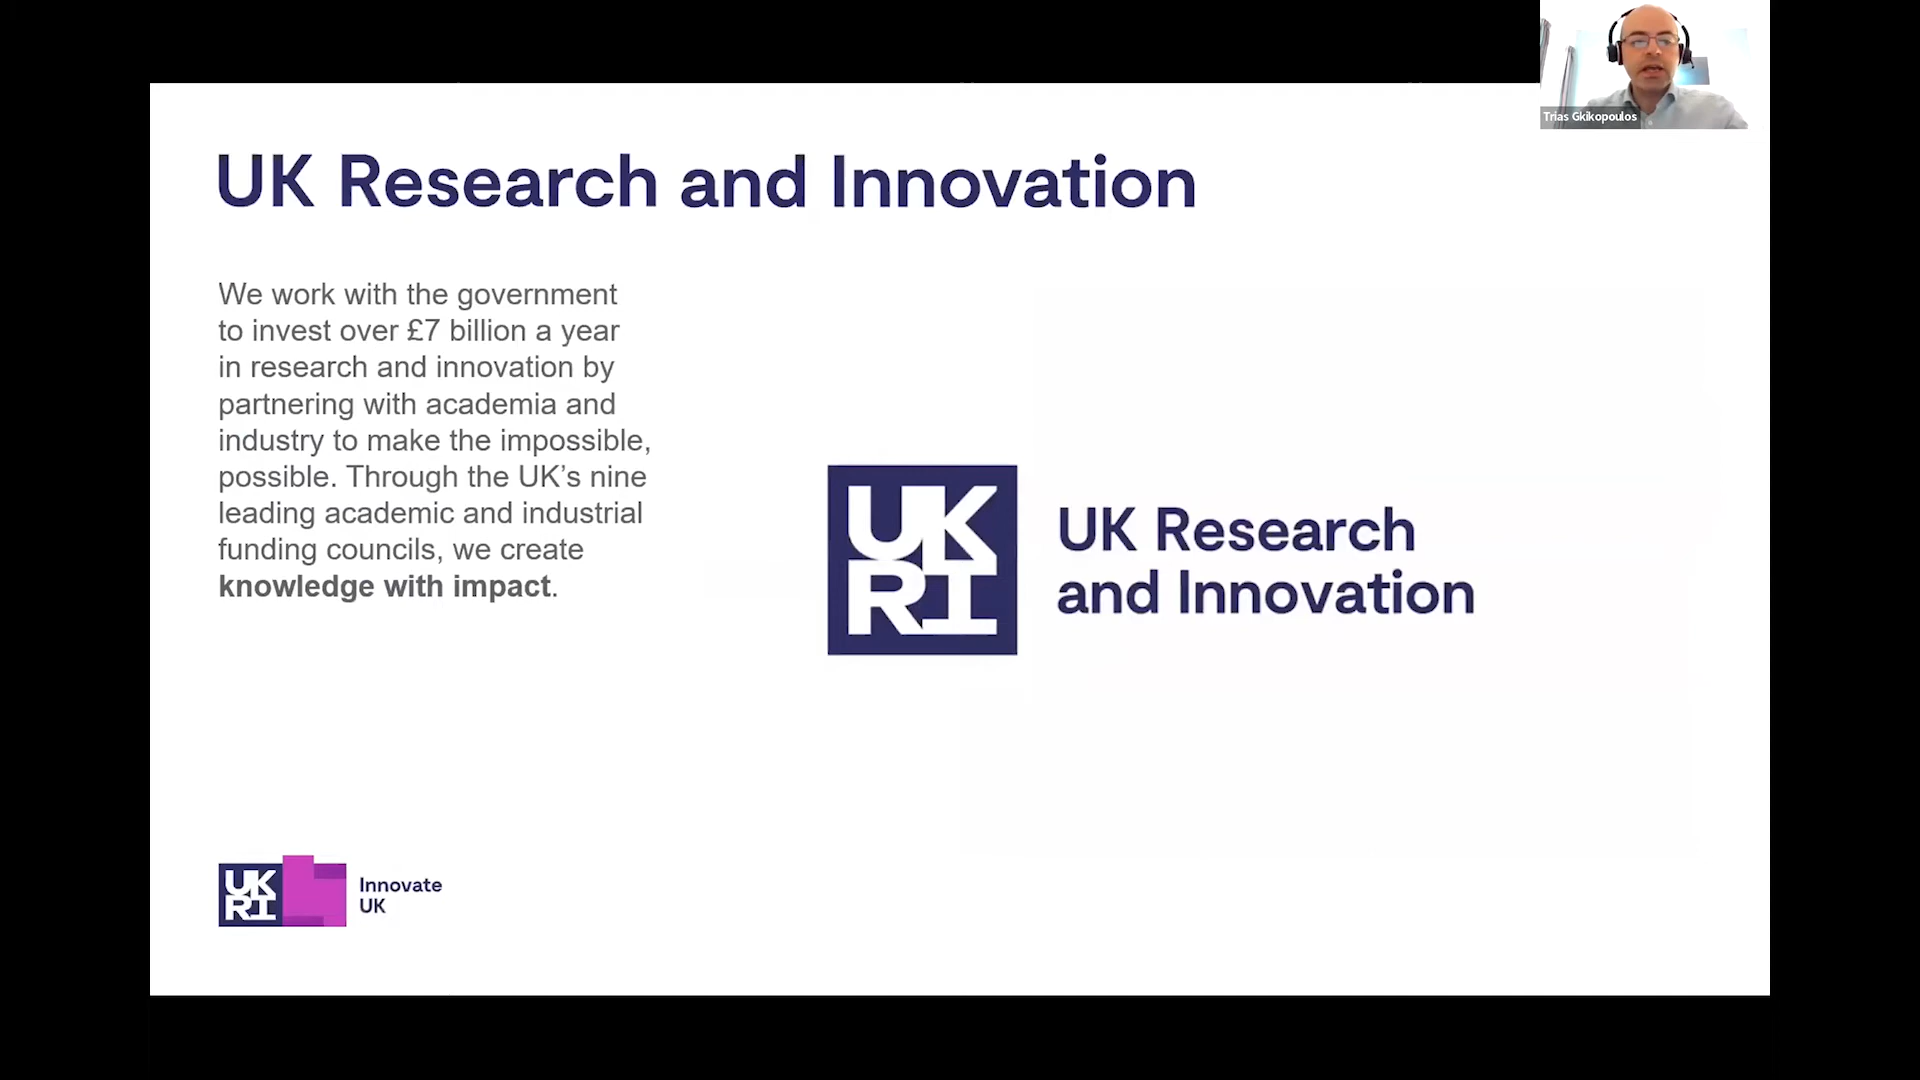 Trias Gkikopoulos
UK Research and Innovation
We work with the government
to invest over £7 billion a year
in research and innovation by
partnering with academia and
industry to make the impossible,
possible. Through the UK’s nine
leading academic and industrial
funding councils, we create
knowledge with impact.
UK
RI
UK Research
and Innovation
UK
RI
Innovate
UK